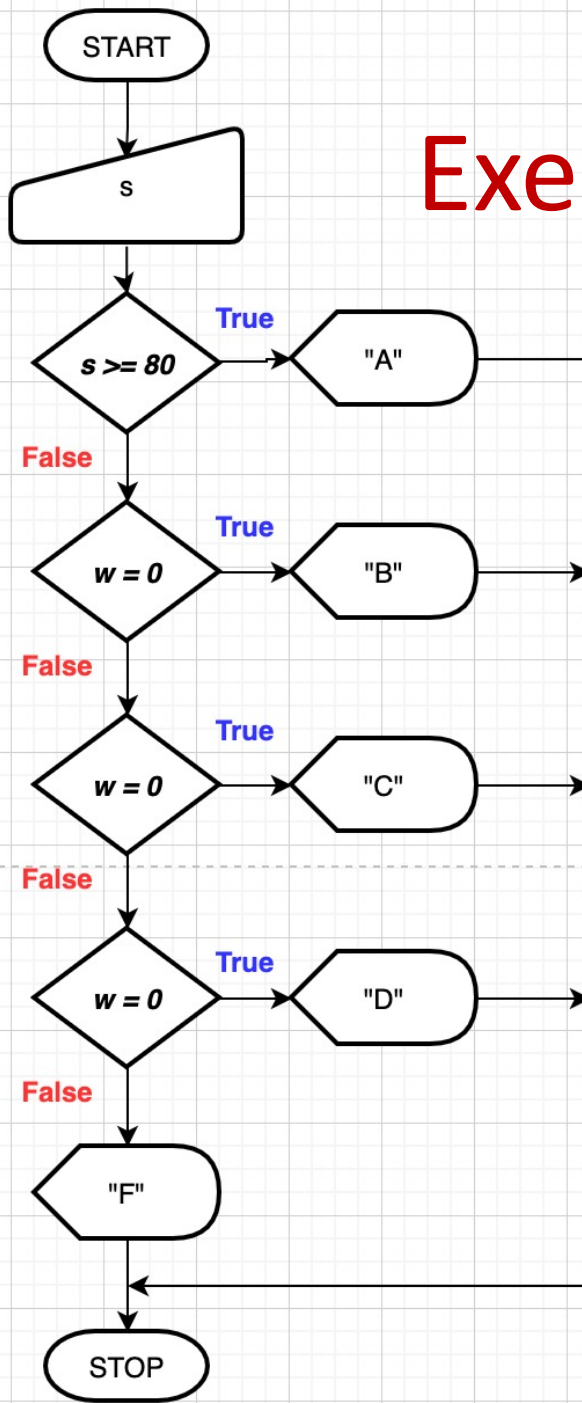 START
Exe
s
True
s >= 80
"A"
False
True
w = 0
"B"
False
True
w = 0
"C"
False
True
w = 0
"D"
False
"F"
STOP